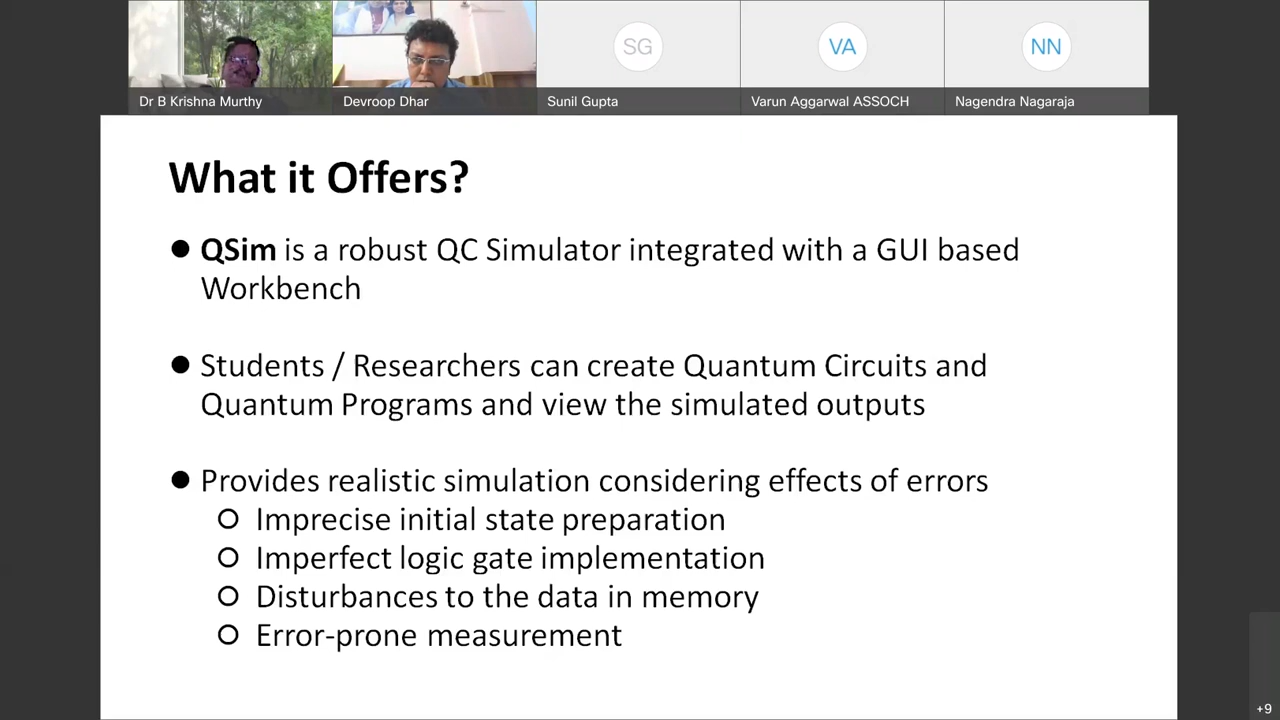 SG
VA
NN
Dr B Krishna Murthy
Devroop Dhar
Sunil Gupta
Varun Aggarwal ASSOCH
Nagendra Nagaraja
What it Offers?
● QSim is a robust QC Simulator integrated with a GUI based
Workbench
● Students / Researchers can create Quantum Circuits and
Quantum Programs and view the simulated outputs
● Provides realistic simulation considering effects of errors
○ Imprecise initial state preparation
○ Imperfect logic gate implementation
○ Disturbances to the data in memory
○ Error-prone measurement
+9